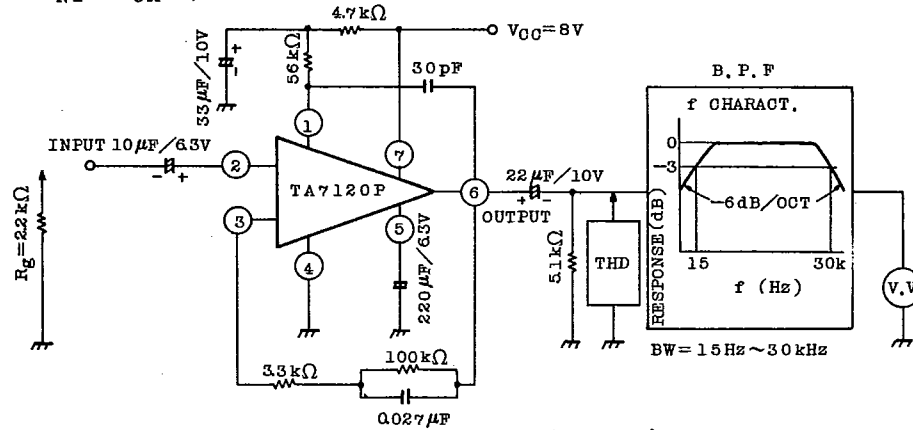 4.7kΩ
VCC=8V
33μF/10V
56kΩ
30pF
B.P.F
f CHARACT.
1
INPUT 10μF/6.3V
2
7
0
-3
TA7120P
6
22μF/10V
OUTPUT
-6dB/OCT
3
5
Rg=2.2kΩ
4
220μF/6.3V
5.1kΩ
THD
RESPONSE(dB)
15
30k
f (Hz)
V.V
BW=15Hz~30kHz
3.3kΩ
100kΩ
0.027μF